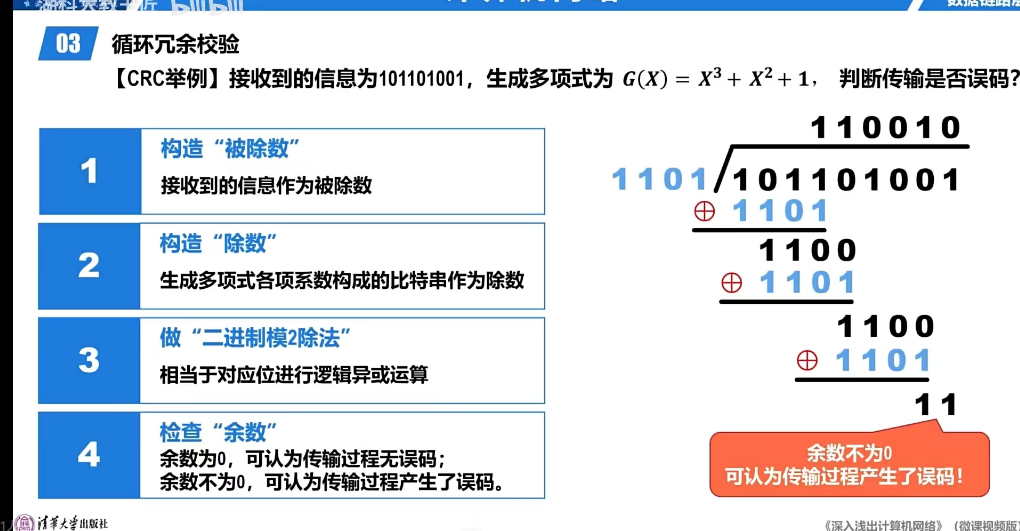 03 循环冗余校验
【CRC举例】接收到的信息为101101001，生成多项式为 G(X) = X³ + X² + 1， 判断传输是否误码?
1
构造“被除数”
接收到的信息作为被除数
2
构造“除数”
生成多项式各项系数构成的比特串作为除数
3
做“二进制模2除法”
相当于对应位进行逻辑异或运算
4
检查“余数”
余数为0，可认为传输过程无误码；
余数不为0，可认为传输过程产生了误码。
110010
1101 101101001
⊕ 1101
1100
⊕ 1101
1100
⊕ 1101
11
余数不为0
可认为传输过程产生了误码！
清华大学出版社
《深入浅出计算机网络》（微课视频版）